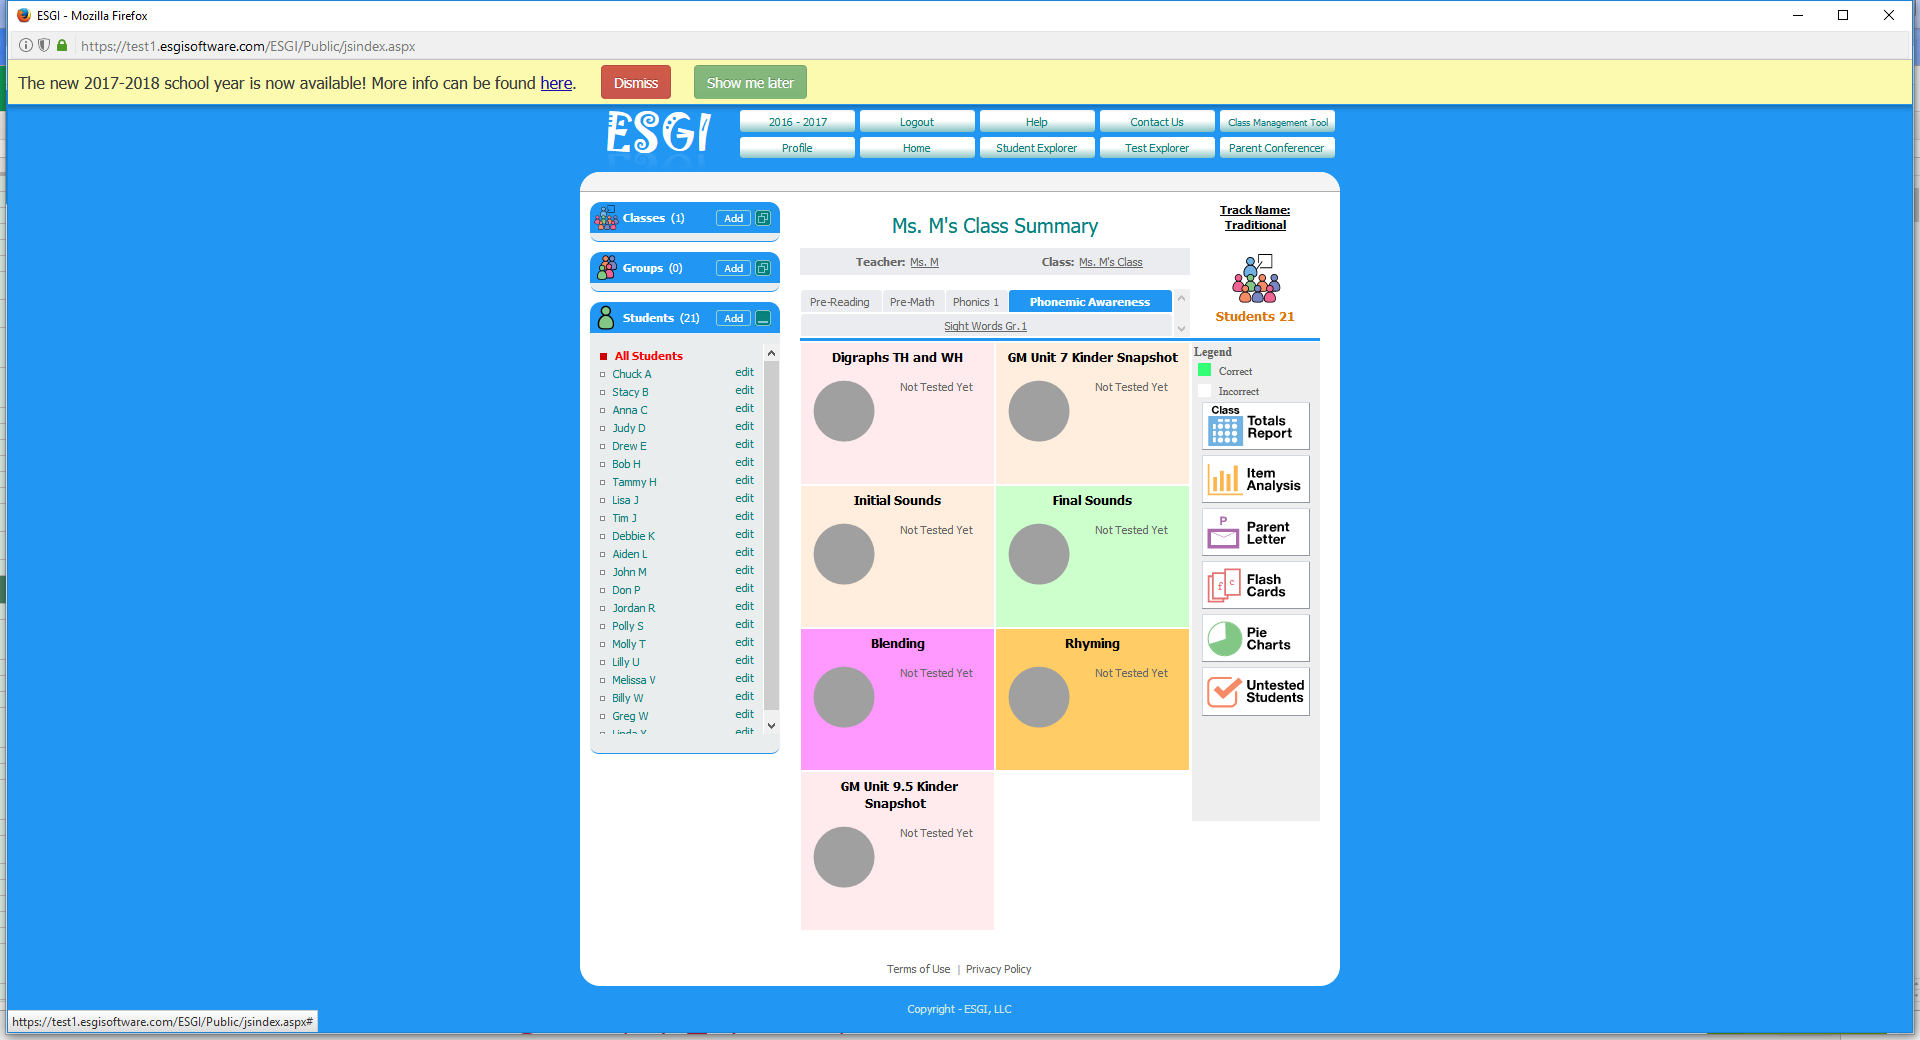 ESGI - Mozilla Firefox
https://test1.esgisoftware.com/ESGI/Public/jsindex.aspx
The new 2017-2018 school year is now available! More info can be found here. Dismiss Show me later
ESGI
2016 - 2017 Logout Help Contact Us Class Management Tool
Profile Home Student Explorer Test Explorer Parent Conferencer
Classes (1) Add
Groups (0) Add
Students (21) Add
All Students
Chuck A edit
Stacy B edit
Anna C edit
Judy D edit
Drew E edit
Bob H edit
Tammy H edit
Lisa J edit
Tim J edit
Debbie K edit
Aiden L edit
John M edit
Don P edit
Jordan R edit
Polly S edit
Molly T edit
Lilly U edit
Melissa V edit
Billy W edit
Greg W edit
Linda edit
Ms. M's Class Summary
Teacher: Ms. M Class: Ms. M's Class
Pre-Reading Pre-Math Phonics 1 Phonemic Awareness
Sight Words Gr.1
Digraphs TH and WH
Not Tested Yet
GM Unit 7 Kinder Snapshot
Not Tested Yet
Initial Sounds
Not Tested Yet
Final Sounds
Not Tested Yet
Blending
Not Tested Yet
Rhyming
Not Tested Yet
GM Unit 9.5 Kinder
Snapshot
Not Tested Yet
Track Name:
Traditional
Students 21
Legend
Correct
Incorrect
Class
Totals
Report
Item
Analysis
P
Parent
Letter
f c
Flash
Cards
Pie
Charts
Untested
Students
Terms of Use | Privacy Policy
Copyright - ESGI, LLC
https://test1.esgisoftware.com/ESGI/Public/jsindex.aspx#